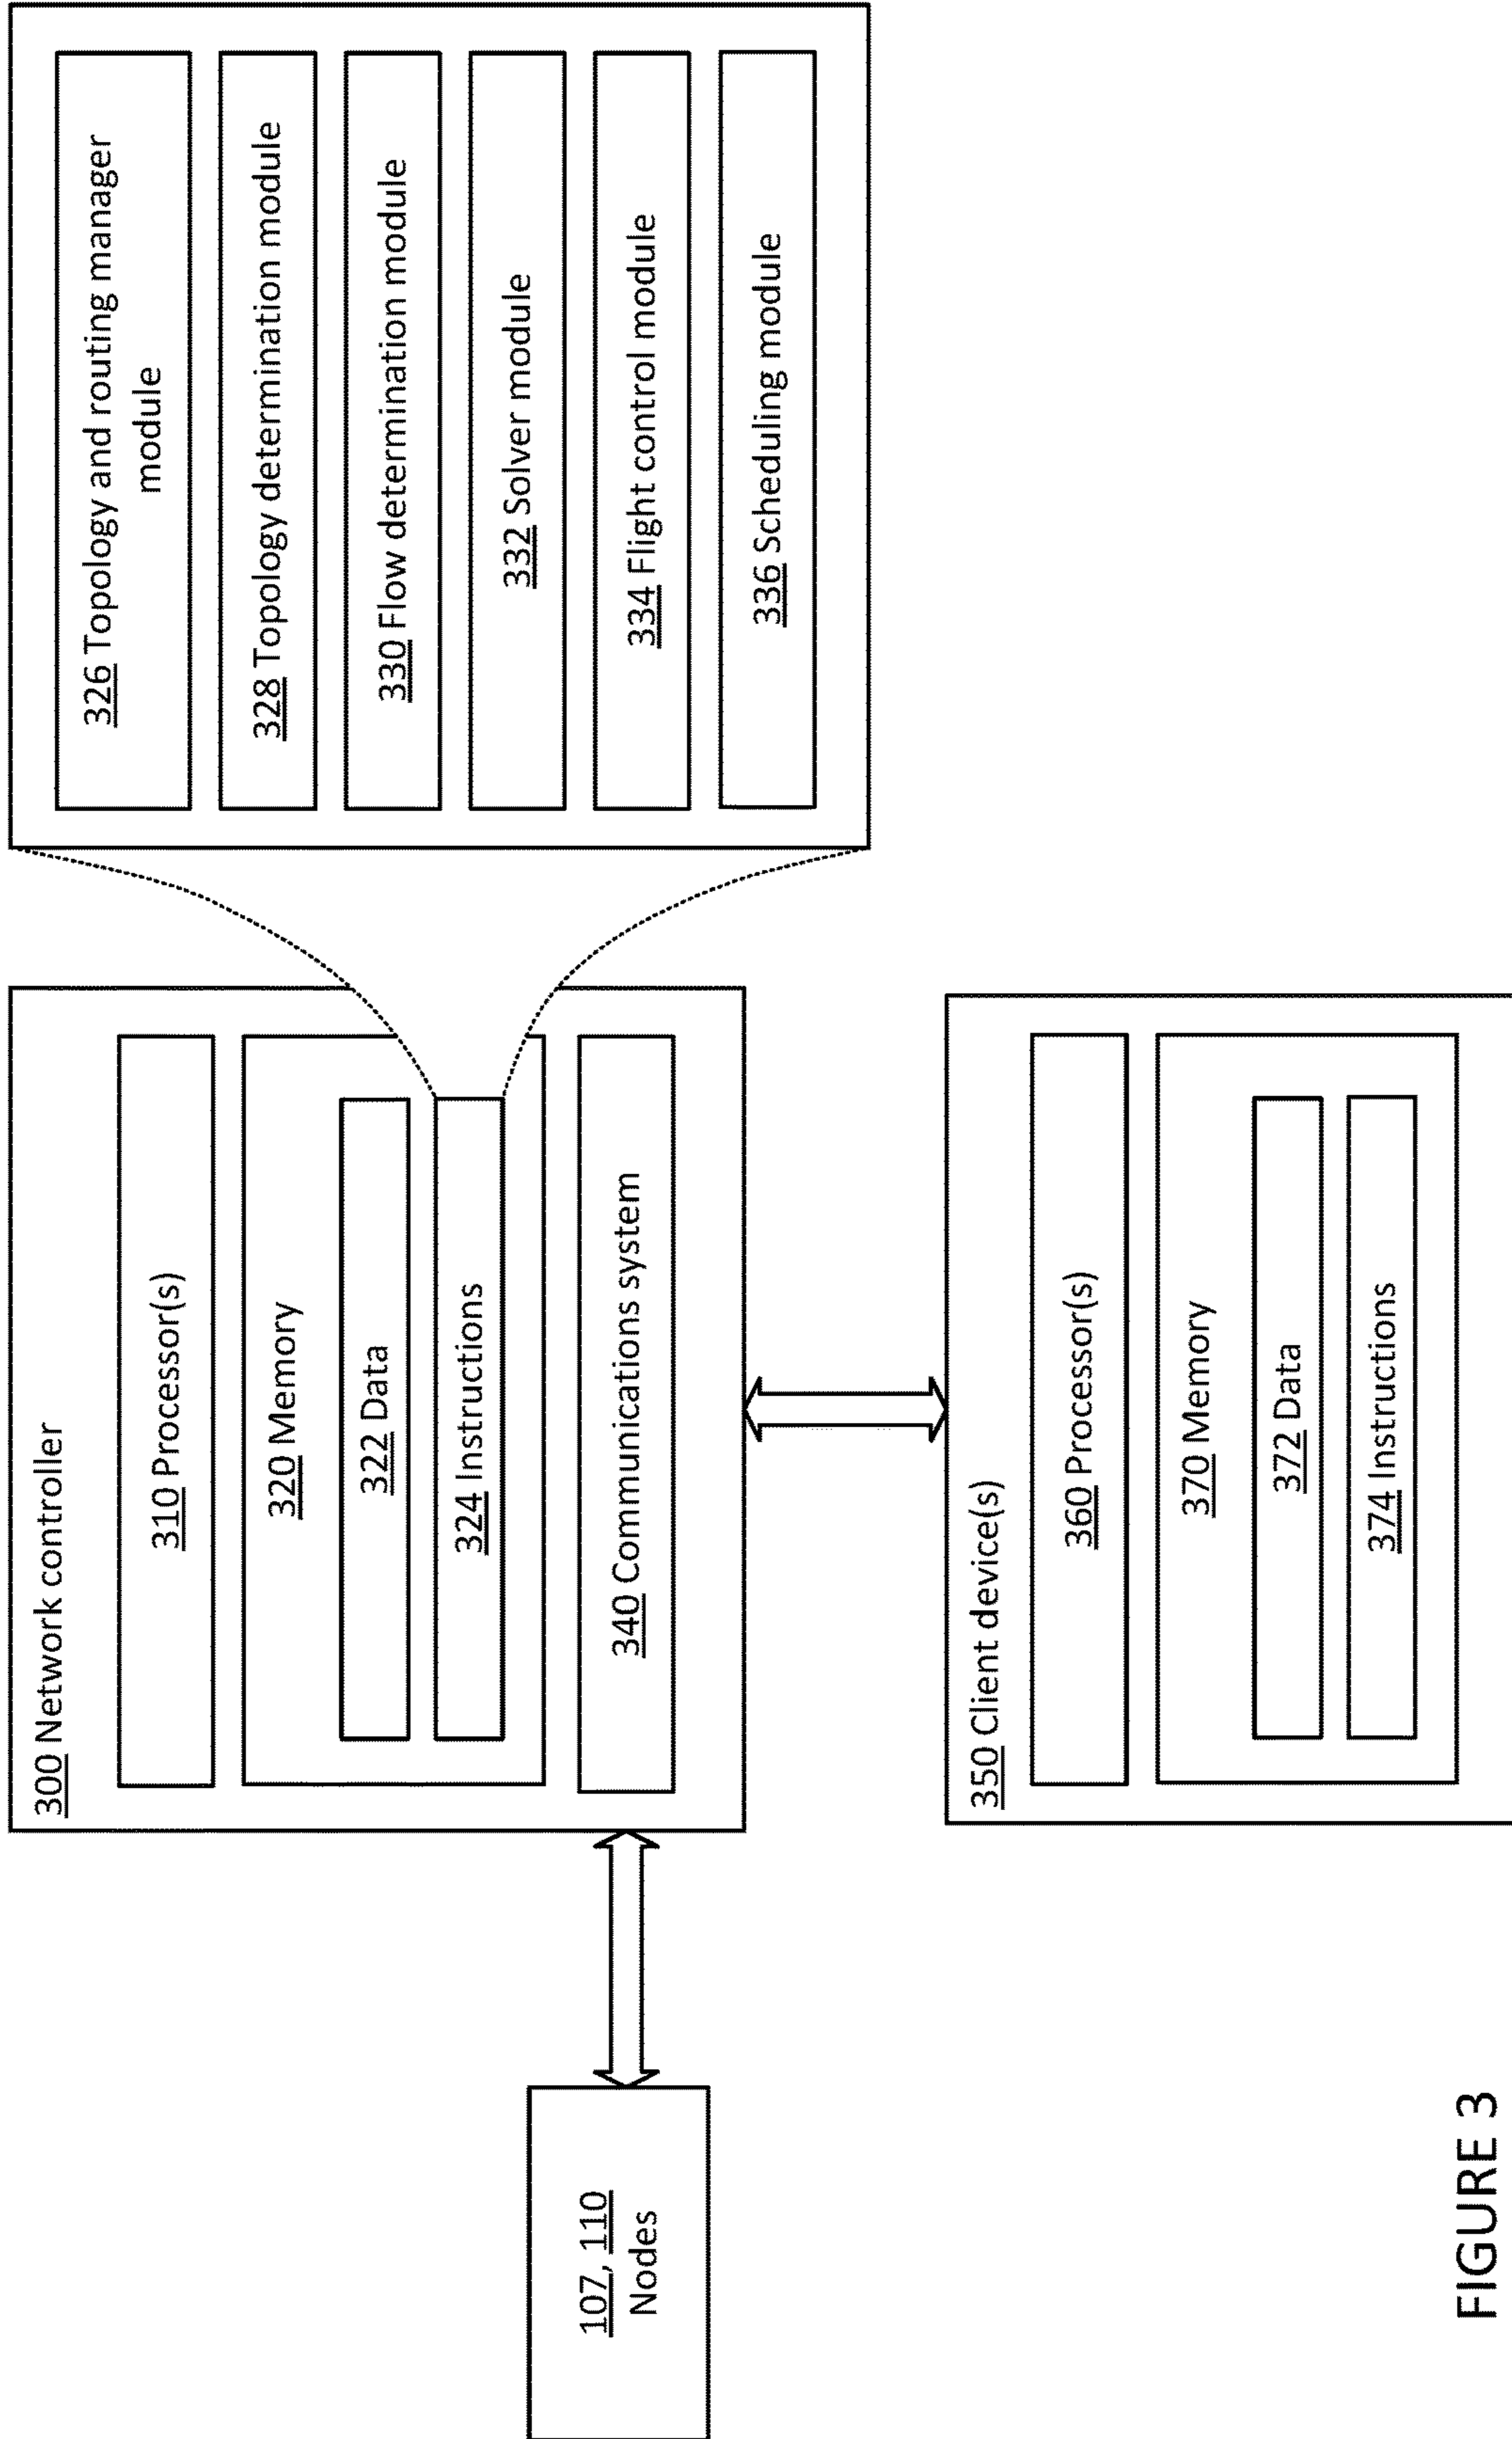 300 Network controller
310 Processor(s)
320 Memory
322 Data
324 Instructions
340 Communications system
326 Topology and routing manager
module
328 Topology determination module
330 Flow determination module
332 Solver module
334 Flight control module
336 Scheduling module
107, 110
Nodes
350 Client device(s)
360 Processor(s)
370 Memory
372 Data
374 Instructions
FIGURE 3